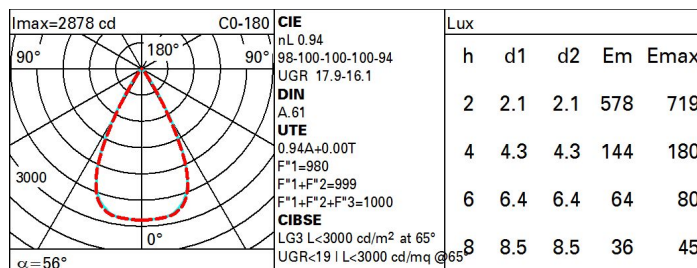 Imax=2878 cd C0-180
90° 180° 90°
3000
0°
α=56°
CIE
nL 0.94
98-100-100-100-94
UGR 17.9-16.1
DIN
A.61
UTE
0.94A+0.00T
F"1=980
F"1+F"2=999
F"1+F"2+F"3=1000
CIBSE
LG3 L<3000 cd/m² at 65°
UGR<19 | L<3000 cd/mq @65°
Lux
h d1 d2 Em Emax
2 2.1 2.1 578 719
4 4.3 4.3 144 180
6 6.4 6.4 64 80
8 8.5 8.5 36 45